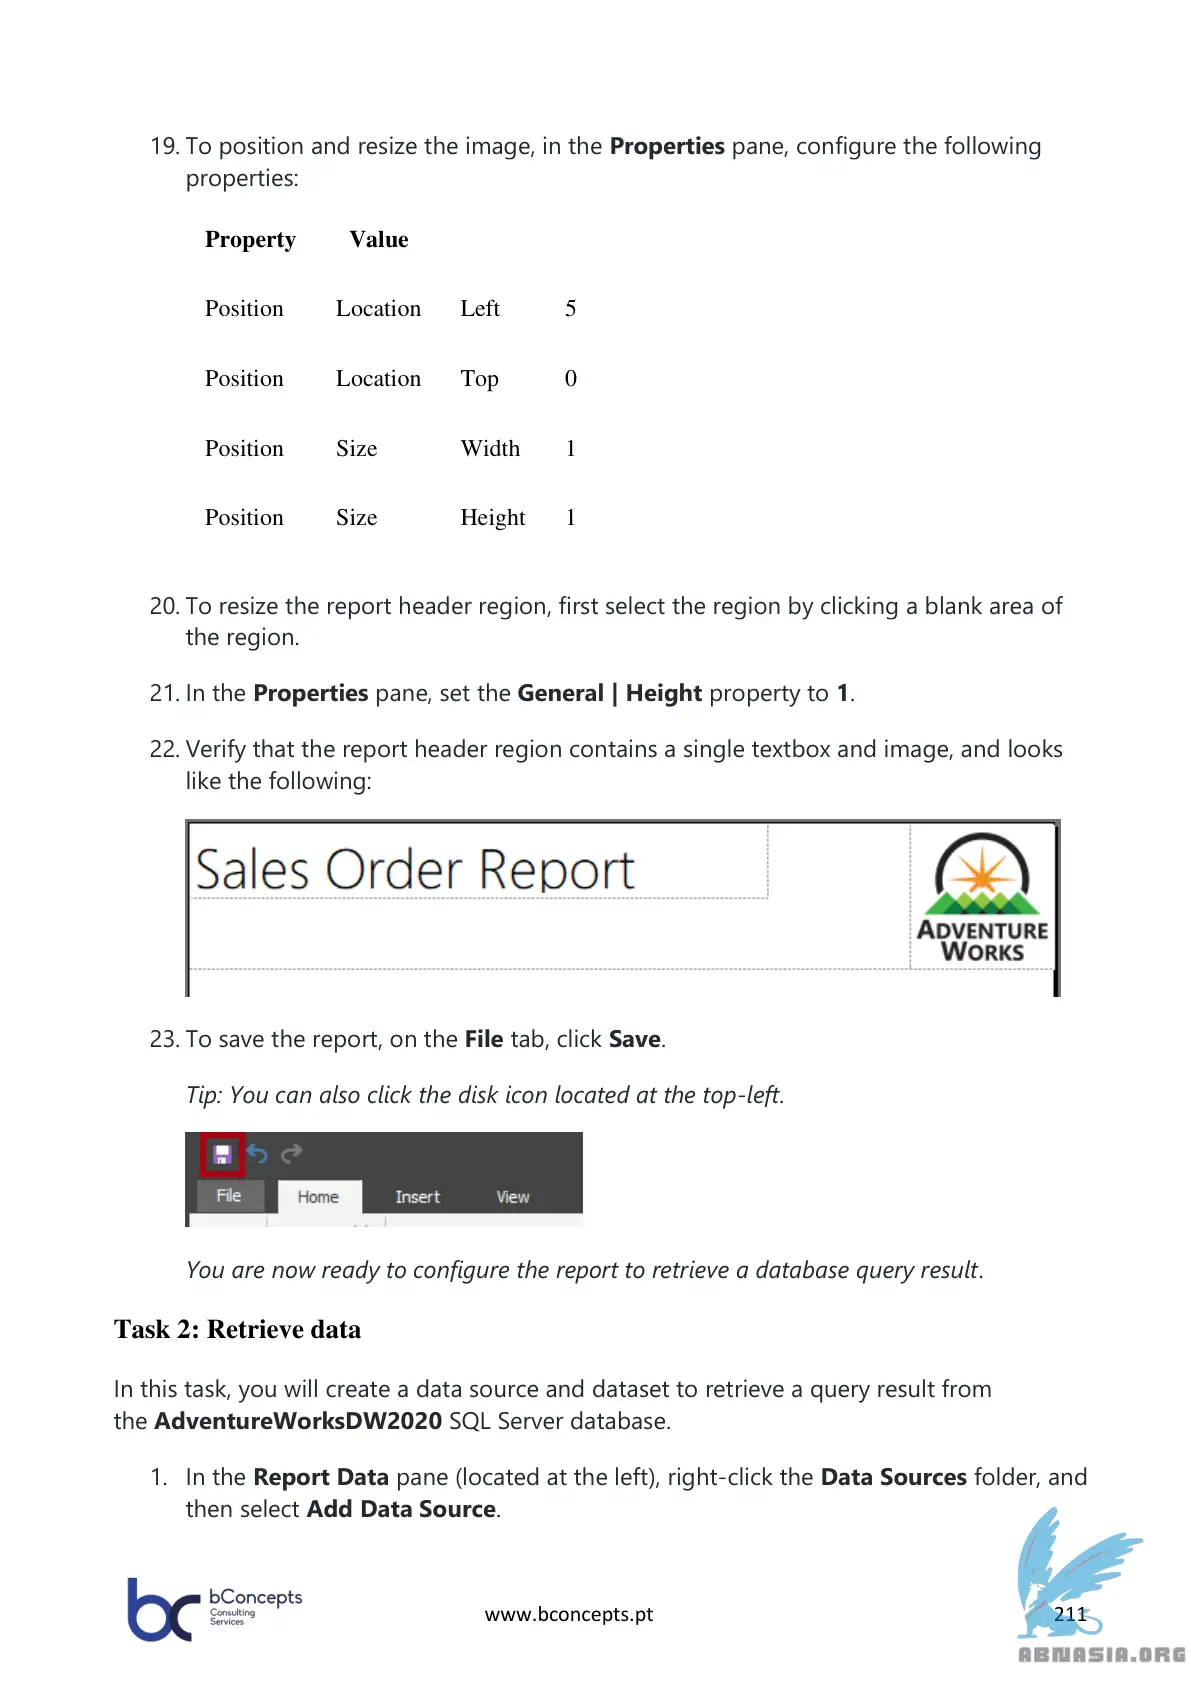 19. To position and resize the image, in the Properties pane, configure the following
properties:
Property Value
Position Location Left 5
Position Location Top 0
Position Size Width 1
Position Size Height 1
20. To resize the report header region, first select the region by clicking a blank area of
the region.
21. In the Properties pane, set the General | Height property to 1.
22. Verify that the report header region contains a single textbox and image, and looks
like the following:
Sales Order Report
ADVENTURE
WORKS
23. To save the report, on the File tab, click Save.
Tip: You can also click the disk icon located at the top-left.
File Home Insert View
You are now ready to configure the report to retrieve a database query result.
Task 2: Retrieve data
In this task, you will create a data source and dataset to retrieve a query result from
the AdventureWorksDW2020 SQL Server database.
1. In the Report Data pane (located at the left), right-click the Data Sources folder, and
then select Add Data Source.
bc bConcepts
Consulting
Services
www.bconcepts.pt
211
ABNASIA.ORG